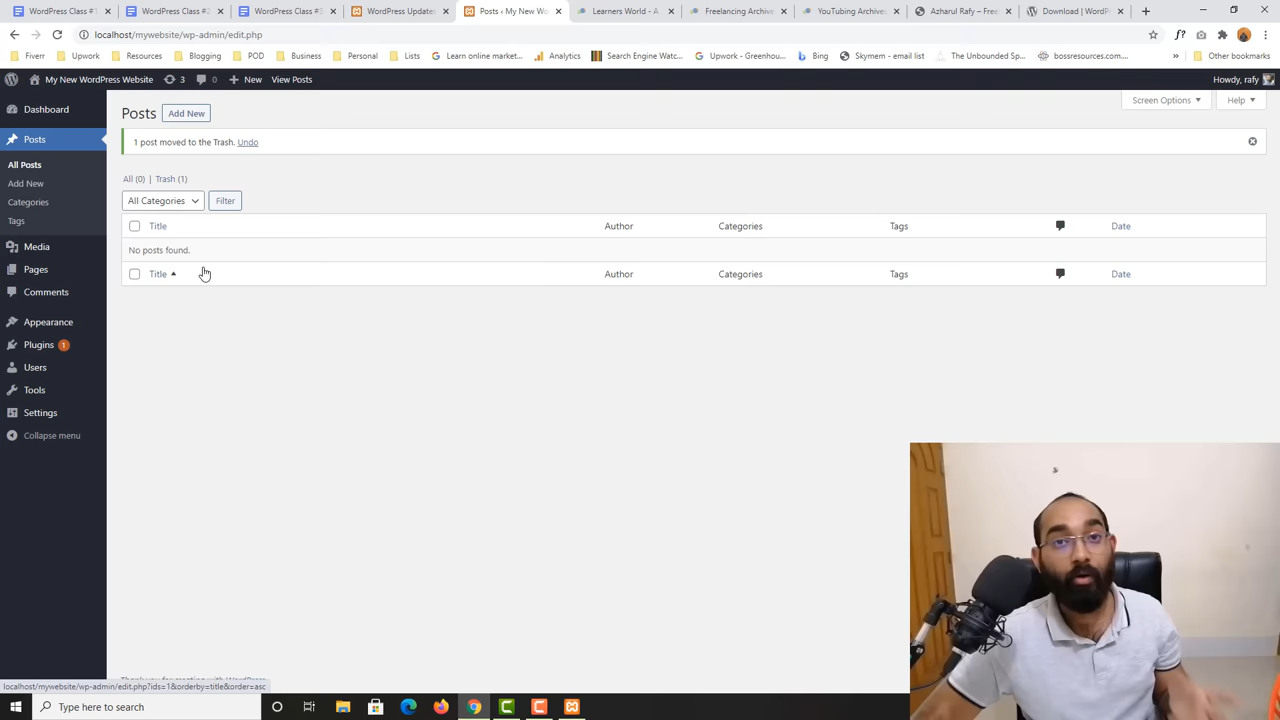 WordPress Class #1
WordPress Class #2
WordPress Class #3
WordPress Updates
Posts ‹ My New Wo
Learners World - A
Freelancing Archive
YouTubing Archives
Azharul Rafy – Free
Download | WordPr
localhost/mywebsite/wp-admin/edit.php
Fiverr
Upwork
Resources
Blogging
POD
Business
Personal
Lists
Learn online market...
Analytics
Search Engine Watc...
Upwork - Greenhou...
Bing
Skymem - email list
The Unbounded Sp...
bossresources.com...
Other bookmarks
My New WordPress Website
3
0
New
View Posts
Howdy, rafy
Dashboard
Posts
All Posts
Add New
Categories
Tags
Media
Pages
Comments
Appearance
Plugins 1
Users
Tools
Settings
Collapse menu
Posts
Add New
Screen Options
Help
1 post moved to the Trash. Undo
All (0) | Trash (1)
All Categories
Filter
Title Author Categories Tags Date
No posts found.
Title Author Categories Tags Date
localhost/mywebsite/wp-admin/edit.php?ids=1&orderby=title&order=asc
Type here to search